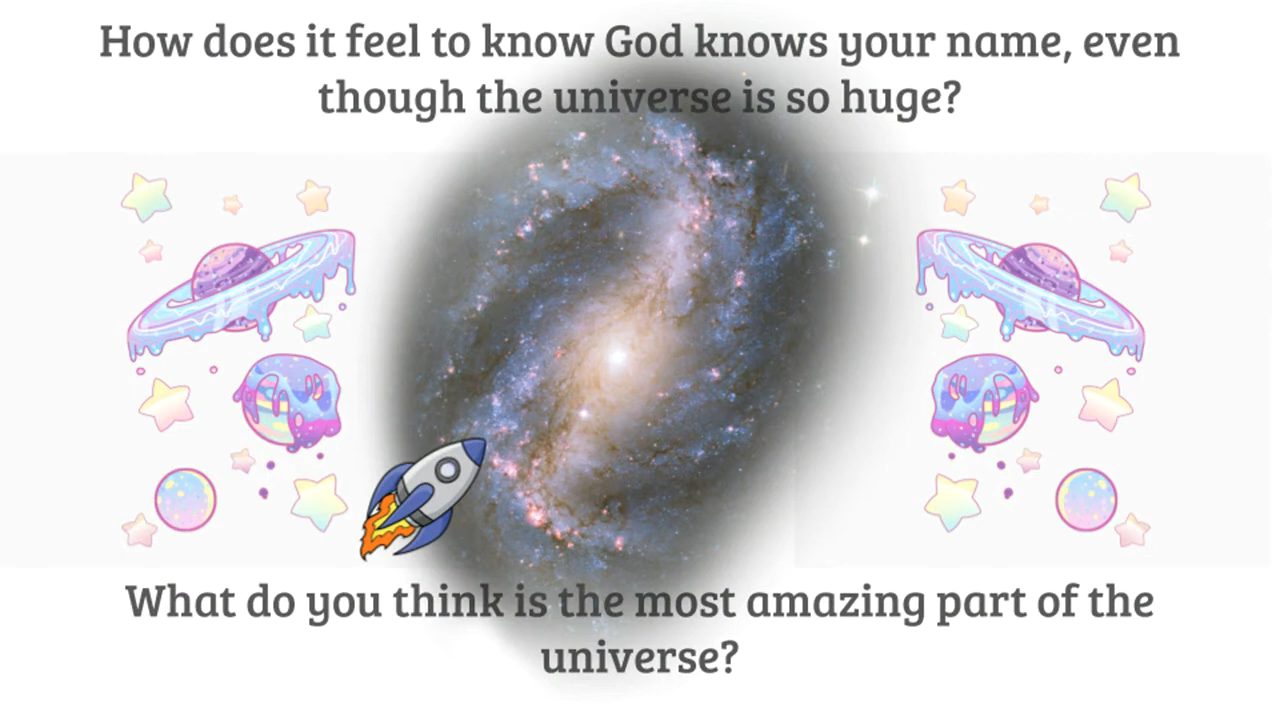 How does it feel to know God knows your name, even
though the universe is so huge?
What do you think is the most amazing part of the
universe?